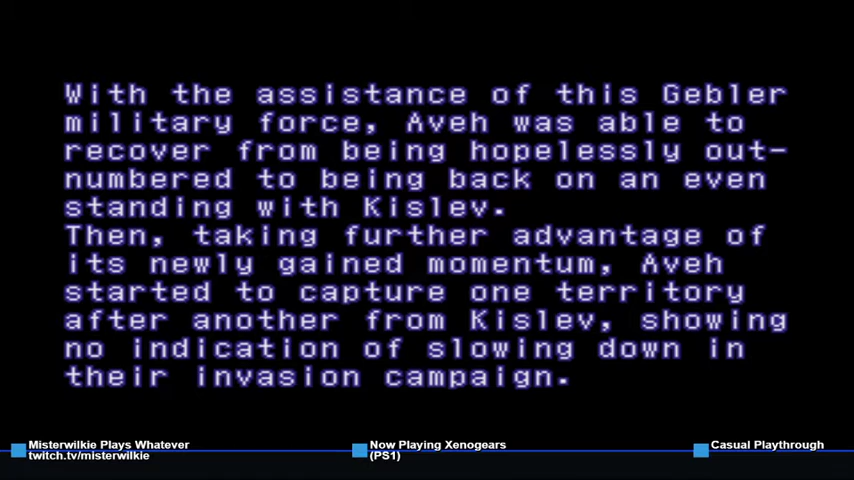 With the assistance of this Gebler
military force, Aveh was able to
recover from being hopelessly out-
numbered to being back on an even
standing with Kislev.
Then, taking further advantage of
its newly gained momentum, Aveh
started to capture one territory
after another from Kislev, showing
no indication of slowing down in
their invasion campaign.
Misterwilkie Plays Whatever
twitch.tv/misterwilkie
Now Playing Xenogears
(PS1)
Casual Playthrough